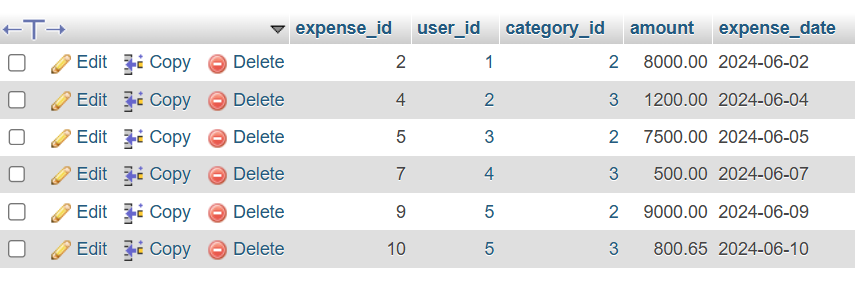 expense_id user_id category_id amount expense_date
Edit Copy Delete 2 1 2 8000.00 2024-06-02
Edit Copy Delete 4 2 3 1200.00 2024-06-04
Edit Copy Delete 5 3 2 7500.00 2024-06-05
Edit Copy Delete 7 4 3 500.00 2024-06-07
Edit Copy Delete 9 5 2 9000.00 2024-06-09
Edit Copy Delete 10 5 3 800.65 2024-06-10